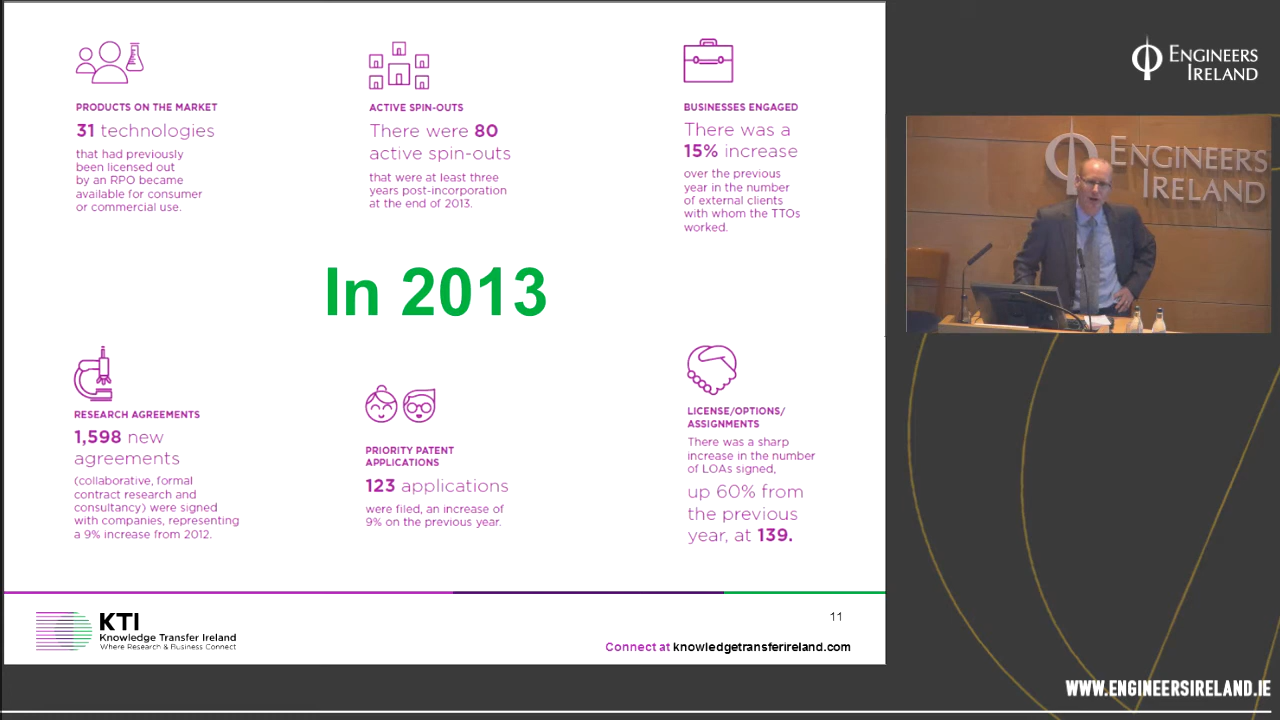 PRODUCTS ON THE MARKET
31 technologies
that had previously
been licensed out
by an RPO became
available for consumer
or commercial use.
ACTIVE SPIN-OUTS
There were 80
active spin-outs
that were at least three
years post-incorporation
at the end of 2013.
BUSINESSES ENGAGED
There was a
15% increase
over the previous
year in the number
of external clients
with whom the TTOs
worked.
In 2013
RESEARCH AGREEMENTS
1,598 new
agreements
(collaborative, formal
contract research and
consultancy) were signed
with companies, representing
a 9% increase from 2012.
PRIORITY PATENT
APPLICATIONS
123 applications
were filed, an increase of
9% on the previous year.
LICENSE/OPTIONS/
ASSIGNMENTS
There was a sharp
increase in the number
of LOAs signed,
up 60% from
the previous
year, at 139.
KTI
Knowledge Transfer Ireland
Where Research & Business Connect
11
Connect at knowledgetransferireland.com
ENGINEERS
IRELAND
ENGINEERS
IRELAND
WWW.ENGINEERSIRELAND.IE